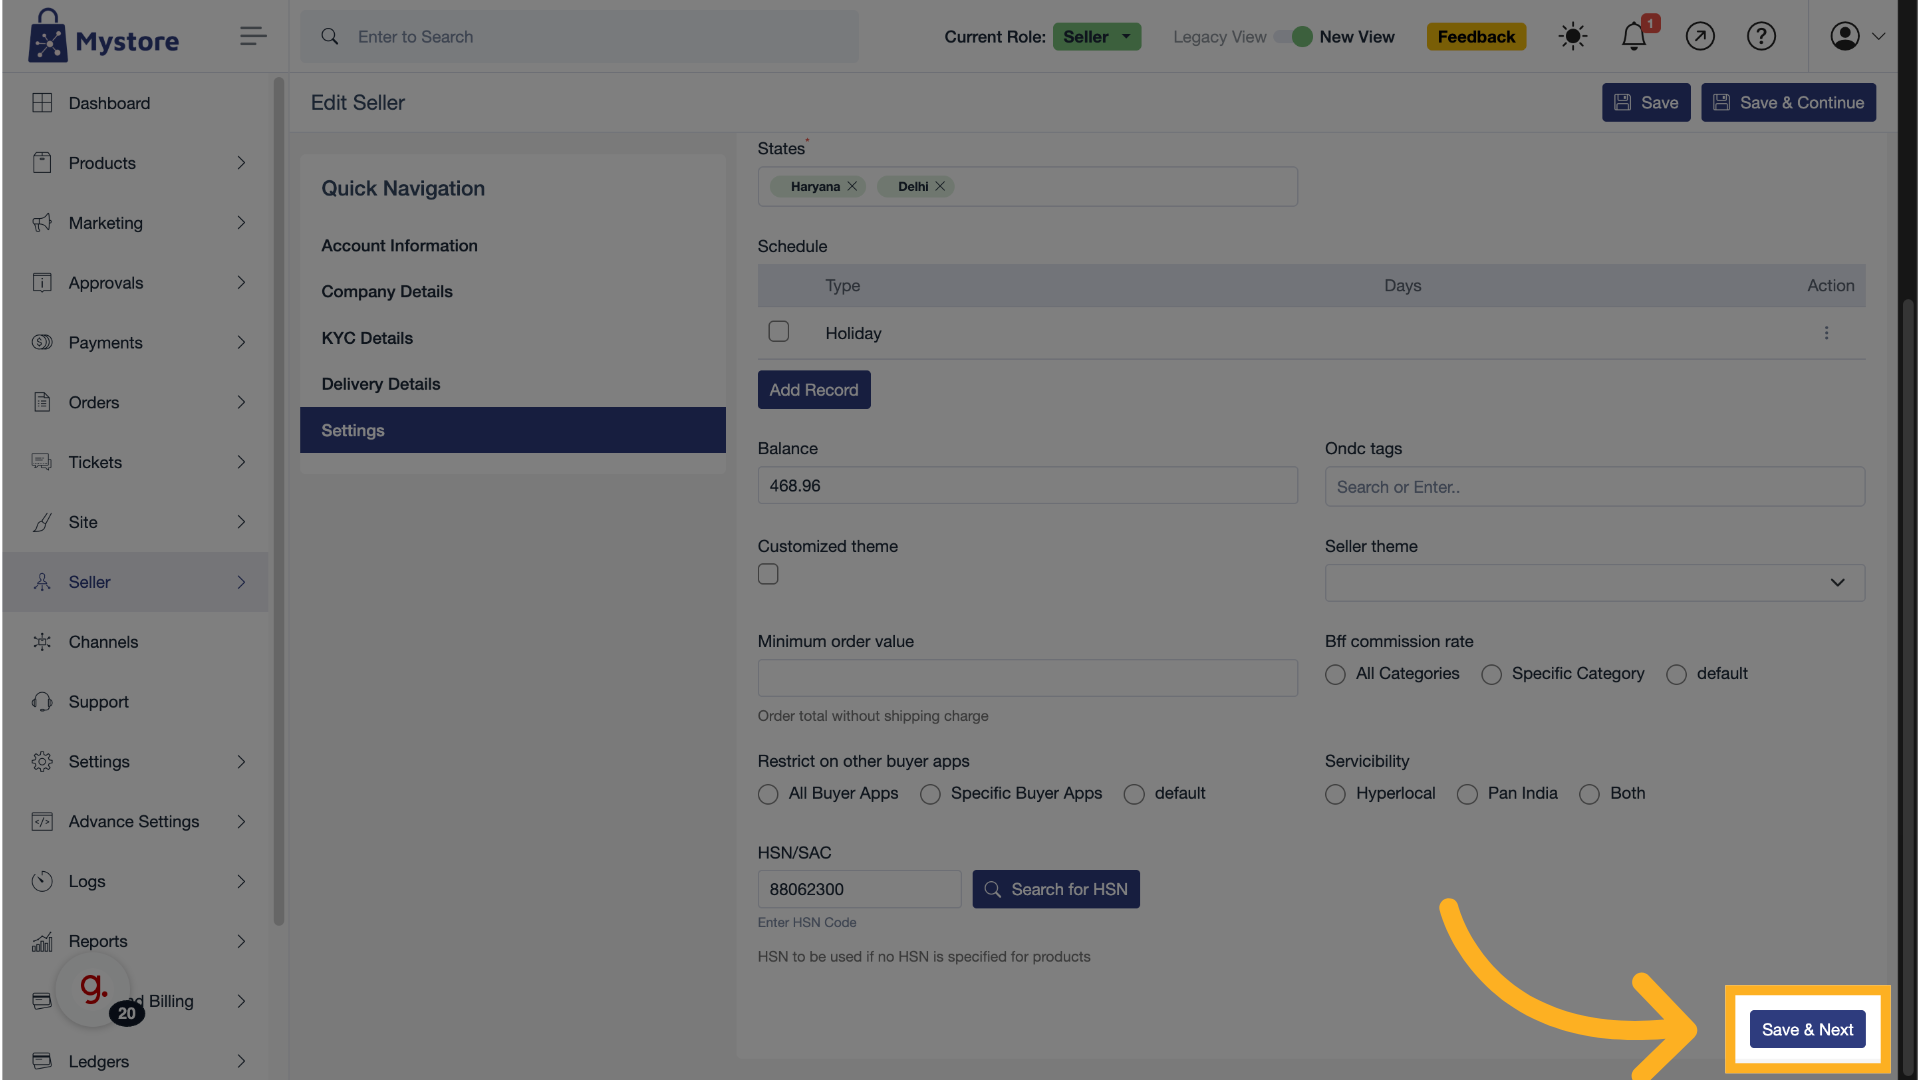 Mystore
Enter to Search
Current Role: Seller
Legacy View New View
Feedback
1
Dashboard
Products
Marketing
Approvals
Payments
Orders
Tickets
Site
Seller
Channels
Support
Settings
Advance Settings
Logs
Reports
d Billing
Ledgers
g.
20
Edit Seller
Save
Save & Continue
Quick Navigation
Account Information
Company Details
KYC Details
Delivery Details
Settings
States*
Haryana
Delhi
Schedule
Type Days Action
Holiday
Add Record
Balance
468.96
Ondc tags
Search or Enter..
Customized theme
Seller theme
Minimum order value
Order total without shipping charge
Bff commission rate
All Categories Specific Category default
Restrict on other buyer apps
All Buyer Apps Specific Buyer Apps default
Servicibility
Hyperlocal Pan India Both
HSN/SAC
88062300
Search for HSN
Enter HSN Code
HSN to be used if no HSN is specified for products
Save & Next